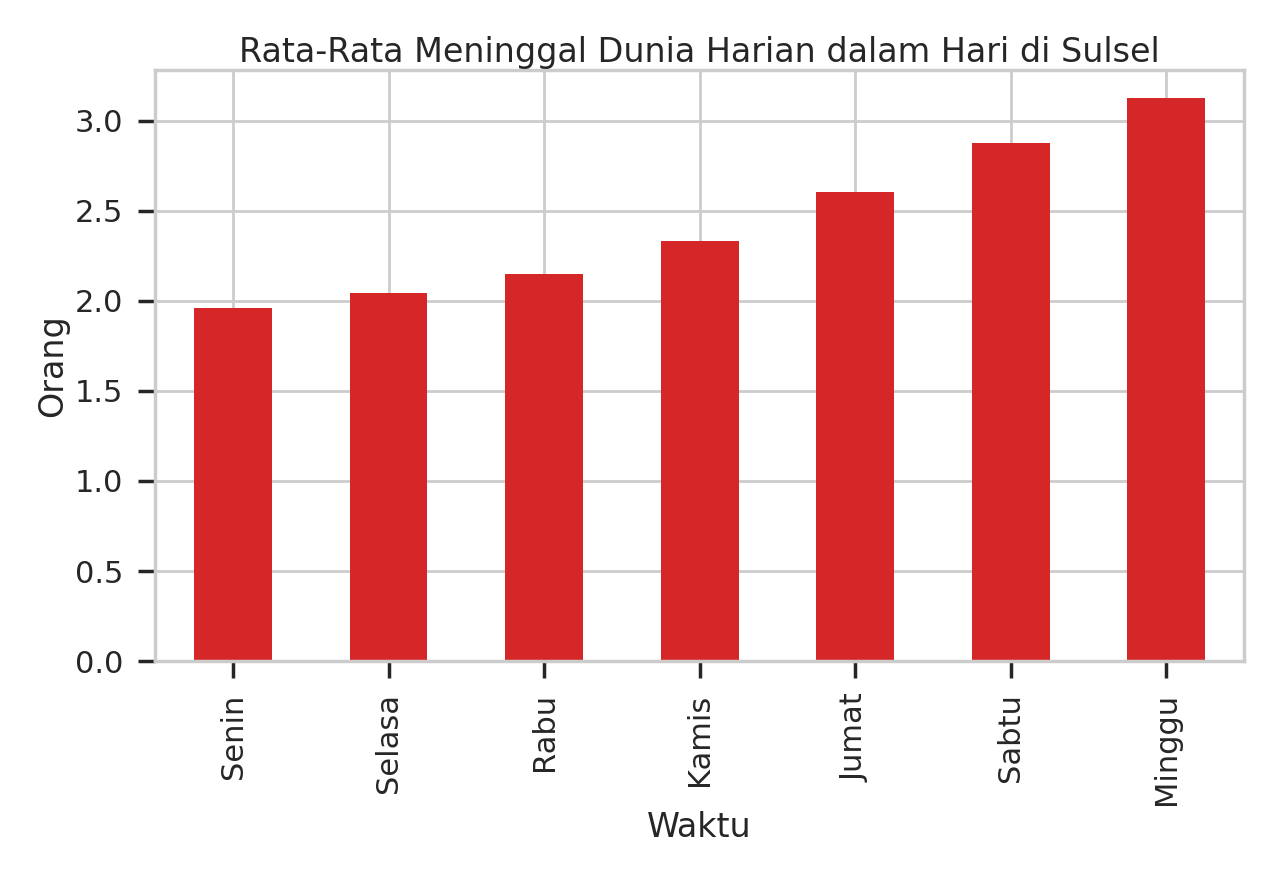 Rata-Rata Meninggal Dunia Harian dalam Hari di Sulsel
3.0
2.5
2.0
1.5
1.0
0.5
0.0
Orang
Senin
Selasa
Rabu
Kamis
Jumat
Sabtu
Minggu
Waktu